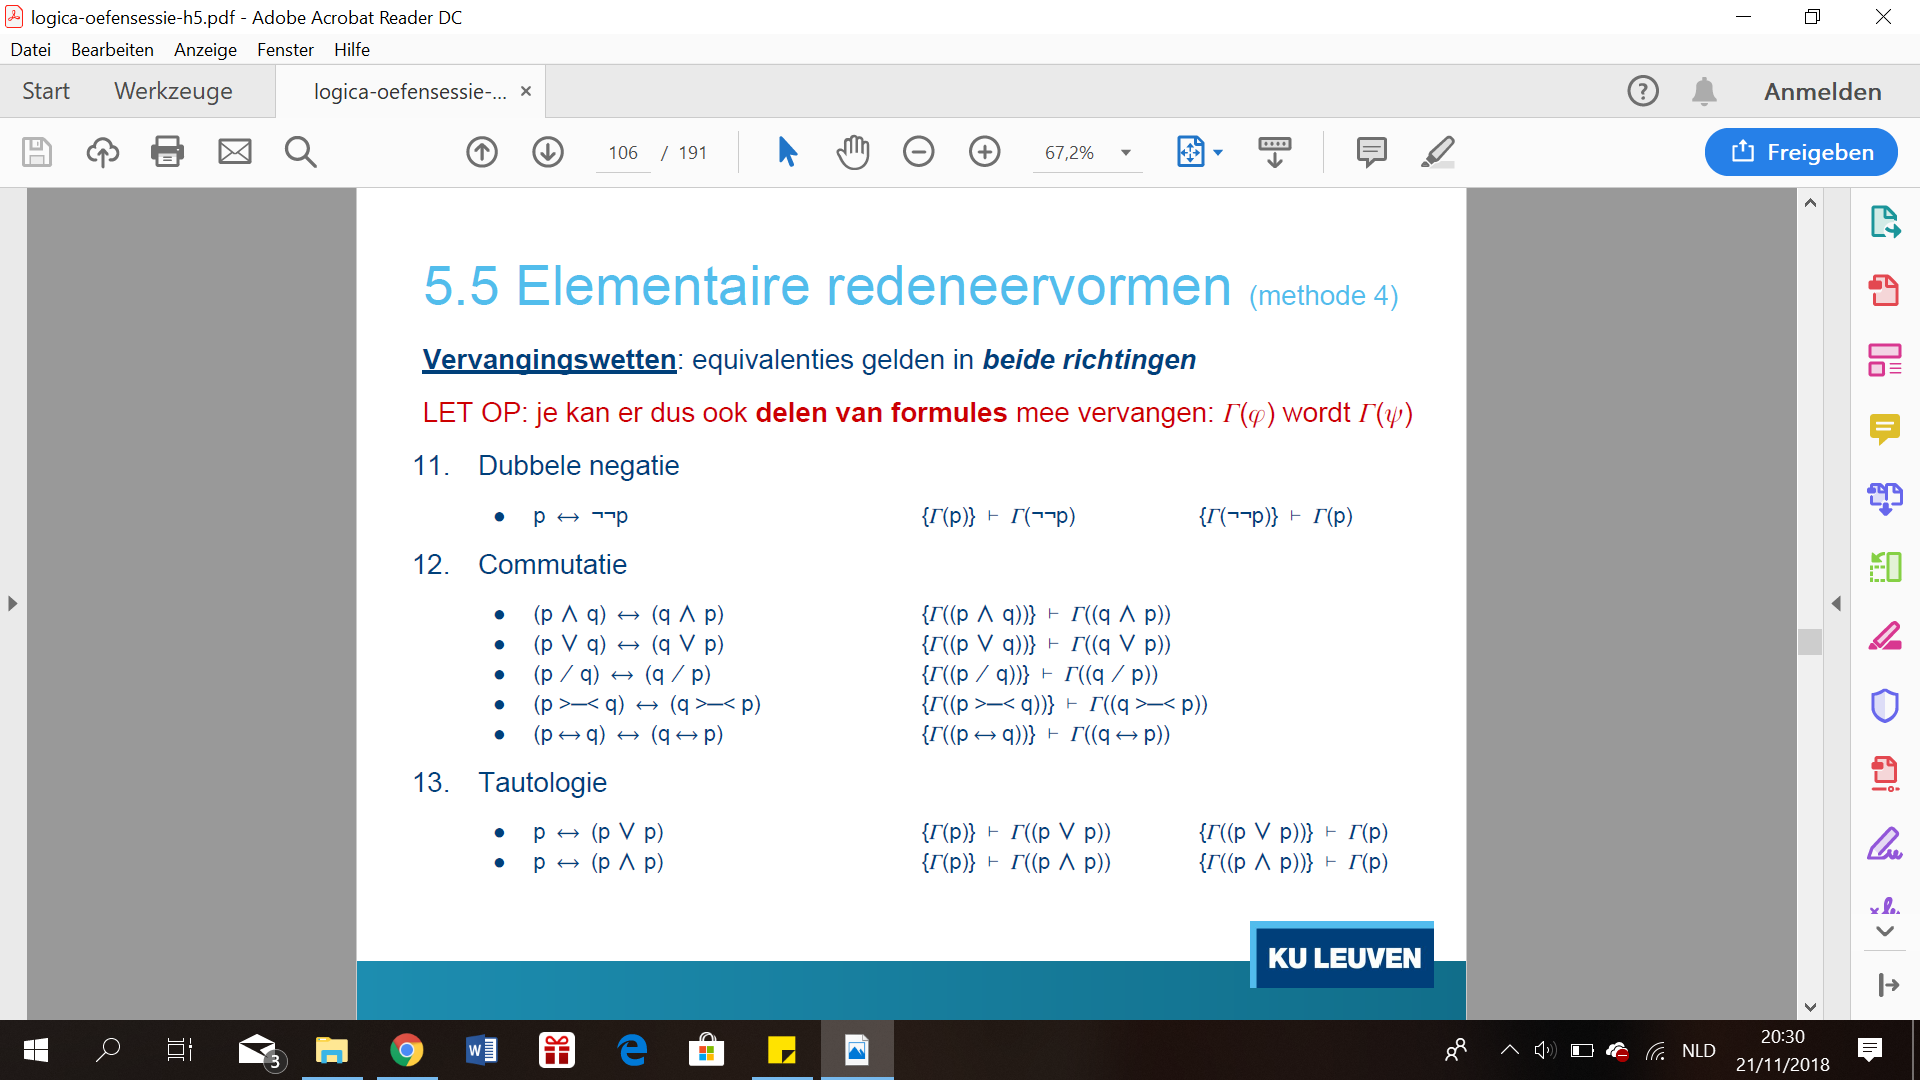 logica-oefensessie-h5.pdf - Adobe Acrobat Reader DC
Datei Bearbeiten Anzeige Fenster Hilfe
Start Werkzeuge logica-oefensessie-... × Anmelden
106 / 191 67,2% Freigeben
5.5 Elementaire redeneervormen (methode 4)
Vervangingswetten: equivalenties gelden in beide richtingen
LET OP: je kan er dus ook delen van formules mee vervangen: Γ(φ) wordt Γ(ψ)
11. Dubbele negatie
• p ↔ ¬¬p {Γ(p)} ⊢ Γ(¬¬p) {Γ(¬¬p)} ⊢ Γ(p)
12. Commutatie
• (p ∧ q) ↔ (q ∧ p) {Γ((p ∧ q))} ⊢ Γ((q ∧ p))
• (p ∨ q) ↔ (q ∨ p) {Γ((p ∨ q))} ⊢ Γ((q ∨ p))
• (p / q) ↔ (q / p) {Γ((p / q))} ⊢ Γ((q / p))
• (p >—< q) ↔ (q >—< p) {Γ((p >—< q))} ⊢ Γ((q >—< p))
• (p ↔ q) ↔ (q ↔ p) {Γ((p ↔ q))} ⊢ Γ((q ↔ p))
13. Tautologie
• p ↔ (p ∨ p) {Γ(p)} ⊢ Γ((p ∨ p)) {Γ((p ∨ p))} ⊢ Γ(p)
• p ↔ (p ∧ p) {Γ(p)} ⊢ Γ((p ∧ p)) {Γ((p ∧ p))} ⊢ Γ(p)
KU LEUVEN
3 NLD 20:30
21/11/2018